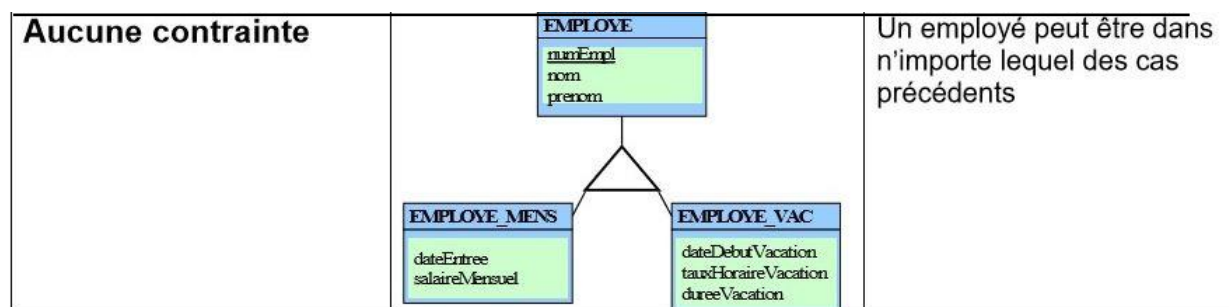 Aucune contrainte
EMPLOYE
numEmpl
nom
prenom
Un employé peut être dans
n'importe lequel des cas
précédents
EMPLOYE_MENS
dateEntree
salaireMensuel
EMPLOYE_VAC
dateDebutVacation
tauxHoraireVacation
dureeVacation